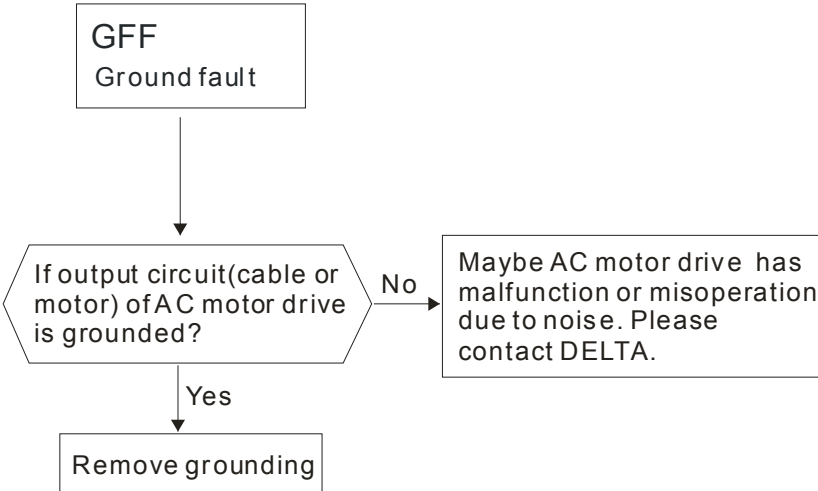 GFF
Ground fault
If output circuit(cable or
motor) of AC motor drive
is grounded?
No
Maybe AC motor drive has
malfunction or misoperation
due to noise. Please
contact DELTA.
Yes
Remove grounding